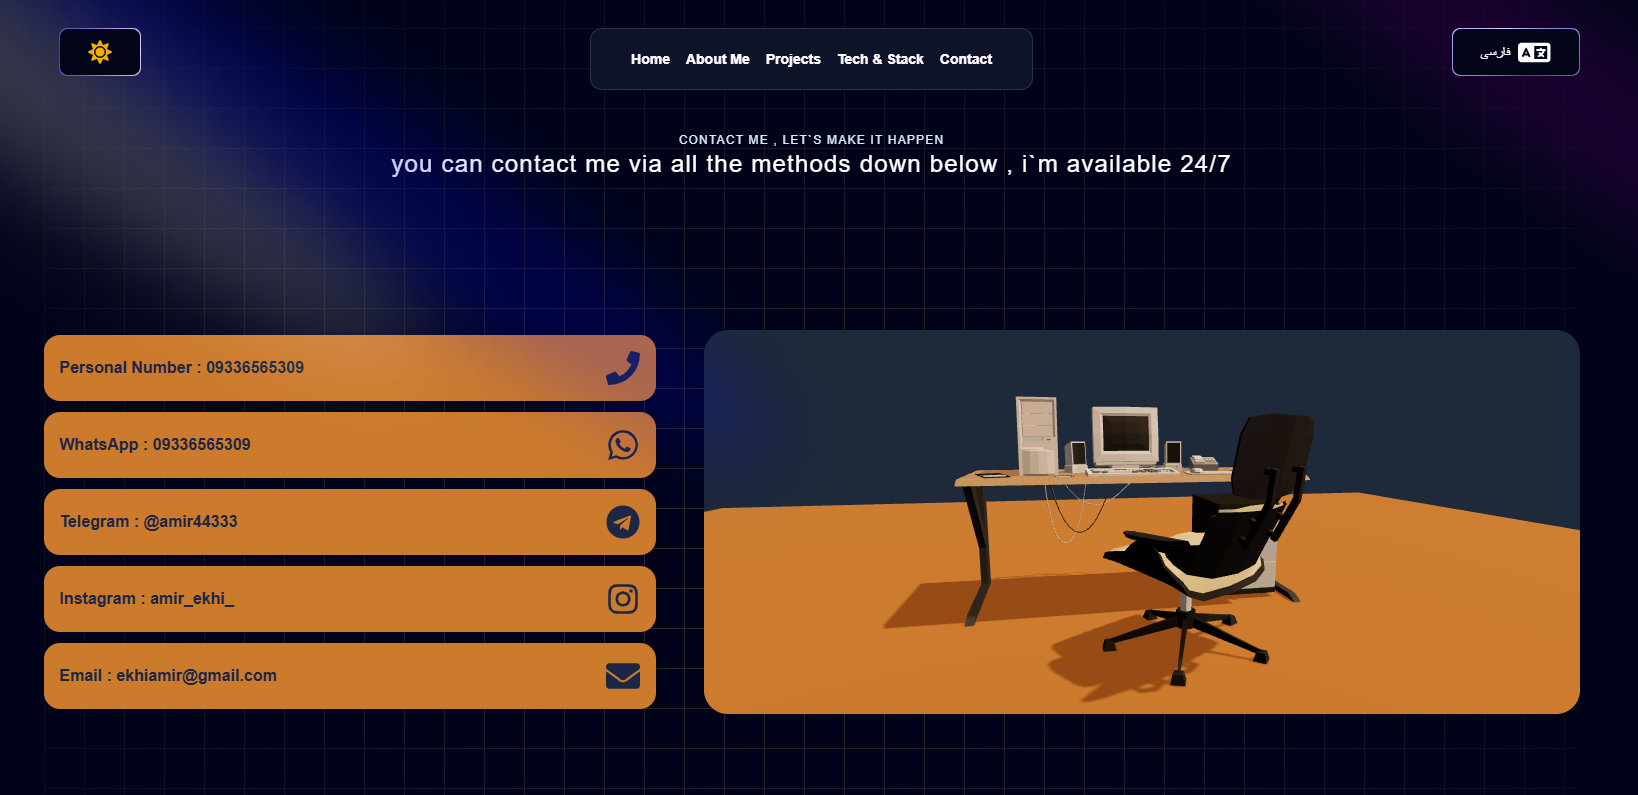 Home About Me Projects Tech & Stack Contact
فارسی
CONTACT ME , LET`S MAKE IT HAPPEN
you can contact me via all the methods down below , i`m available 24/7
Personal Number : 09336565309
WhatsApp : 09336565309
Telegram : @amir44333
Instagram : amir_ekhi_
Email : ekhiamir@gmail.com